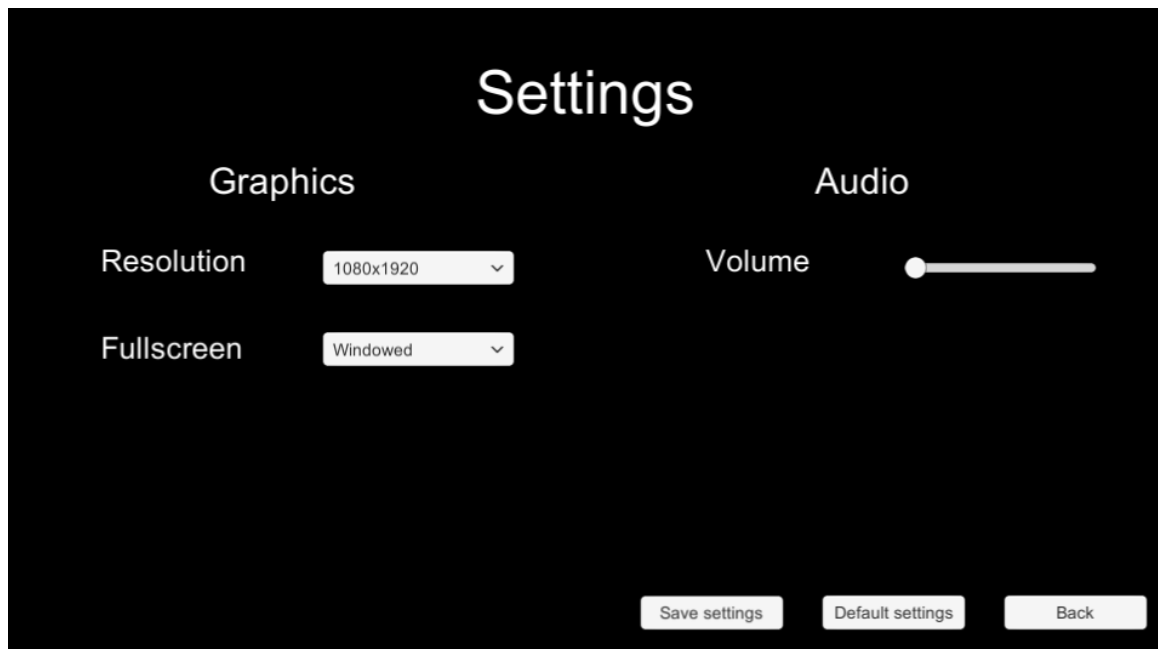 Settings
Graphics
Audio
Resolution
1080x1920
Volume
Fullscreen
Windowed
Save settings
Default settings
Back